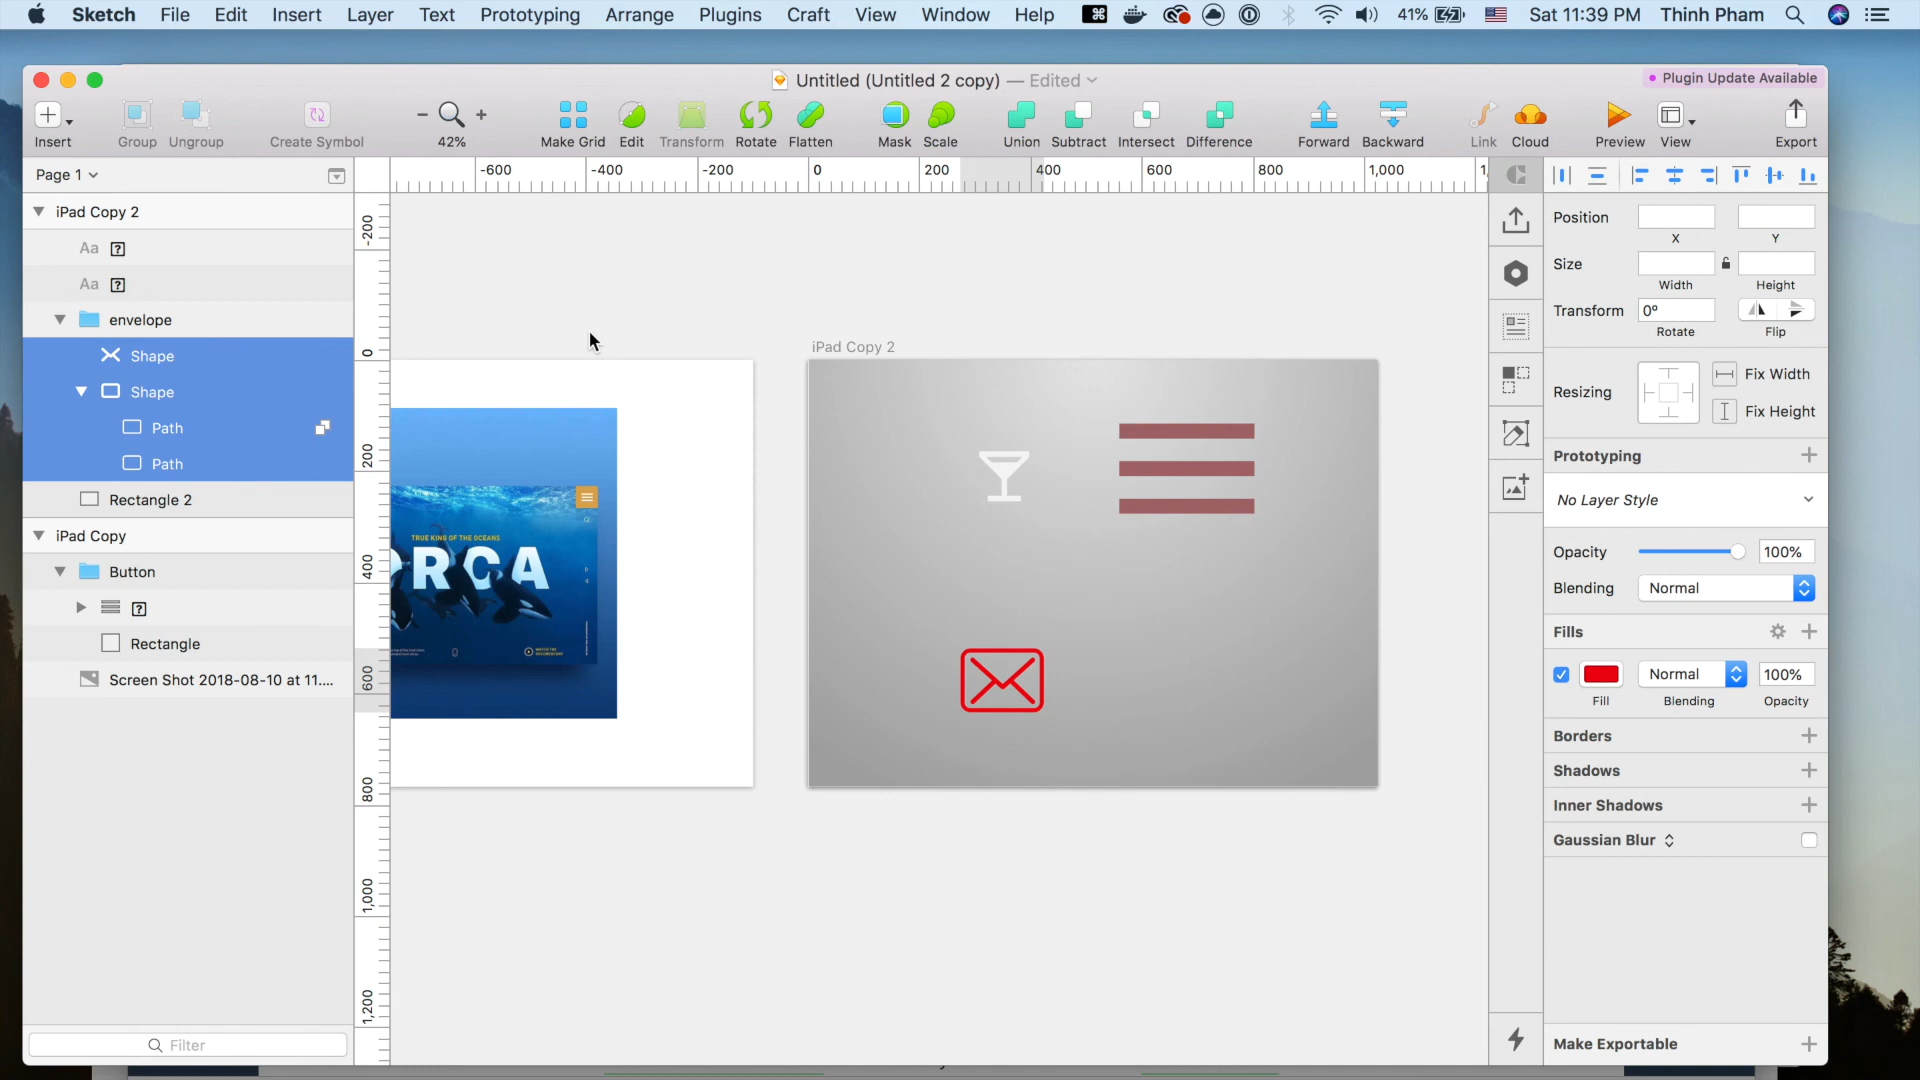 Sketch File Edit Insert Layer Text Prototyping Arrange Plugins Craft View Window Help 41% Sat 11:39 PM Thinh Pham
Untitled (Untitled 2 copy) — Edited
Plugin Update Available
Insert Group Ungroup Create Symbol 42% Make Grid Edit Transform Rotate Flatten Mask Scale Union Subtract Intersect Difference Forward Backward Link Cloud Preview View Export
Page 1
-600 -400 -200 0 200 400 600 800 1,000
iPad Copy 2
Aa
Aa
envelope
Shape
Shape
Path
Path
Rectangle 2
iPad Copy
Button
Rectangle
Screen Shot 2018-08-10 at 11....
Filter
-200
0
200
400
600
800
1,000
1,200
TRUE KING OF THE OCEANS
ORCA
WATCH THE
DOCUMENTARY
iPad Copy 2
Position
X Y
Size
Width Height
Transform 0°
Rotate Flip
Resizing Fix Width
Fix Height
Prototyping
No Layer Style
Opacity 100%
Blending Normal
Fills
Normal 100%
Fill Blending Opacity
Borders
Shadows
Inner Shadows
Gaussian Blur
Make Exportable